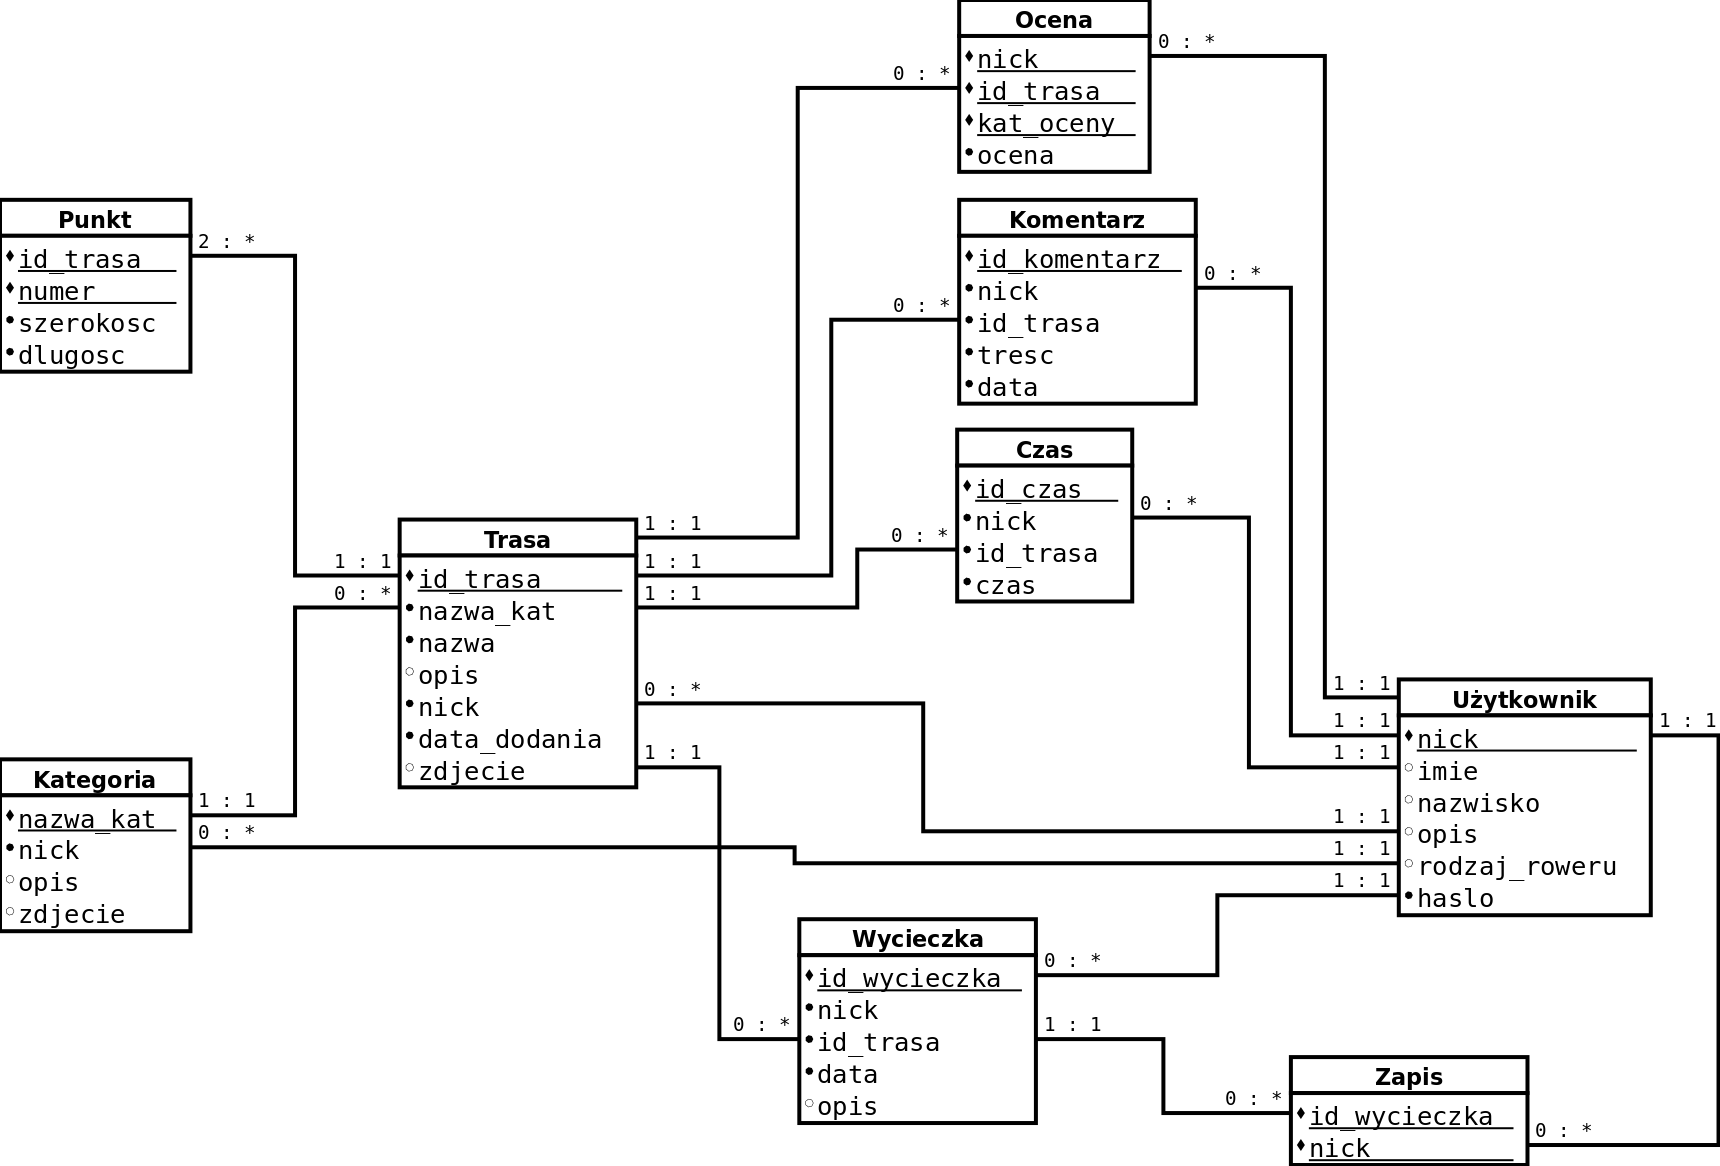 Ocena
nick
id_trasa
kat_oceny
ocena
0 : *
0 : *
Punkt
id_trasa
numer
szerokosc
dlugosc
2 : *
Komentarz
id_komentarz
nick
id_trasa
tresc
data
0 : *
0 : *
Czas
id_czas
nick
id_trasa
czas
0 : *
0 : *
Trasa
id_trasa
nazwa_kat
nazwa
opis
nick
data_dodania
zdjecie
1 : 1
0 : *
1 : 1
1 : 1
1 : 1
0 : *
1 : 1
Użytkownik
nick
imie
nazwisko
opis
rodzaj_roweru
haslo
1 : 1
1 : 1
1 : 1
1 : 1
1 : 1
1 : 1
1 : 1
Kategoria
nazwa_kat
nick
opis
zdjecie
1 : 1
0 : *
Wycieczka
id_wycieczka
nick
id_trasa
data
opis
0 : *
0 : *
1 : 1
Zapis
id_wycieczka
nick
0 : *
0 : *